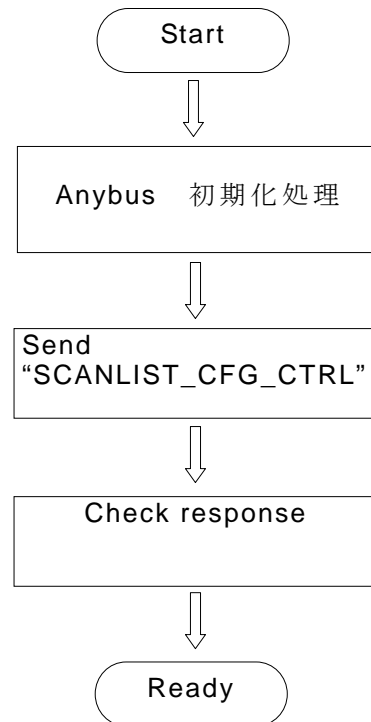 Start
Anybus 初期化処理
Send
“SCANLIST_CFG_CTRL”
Check response
Ready